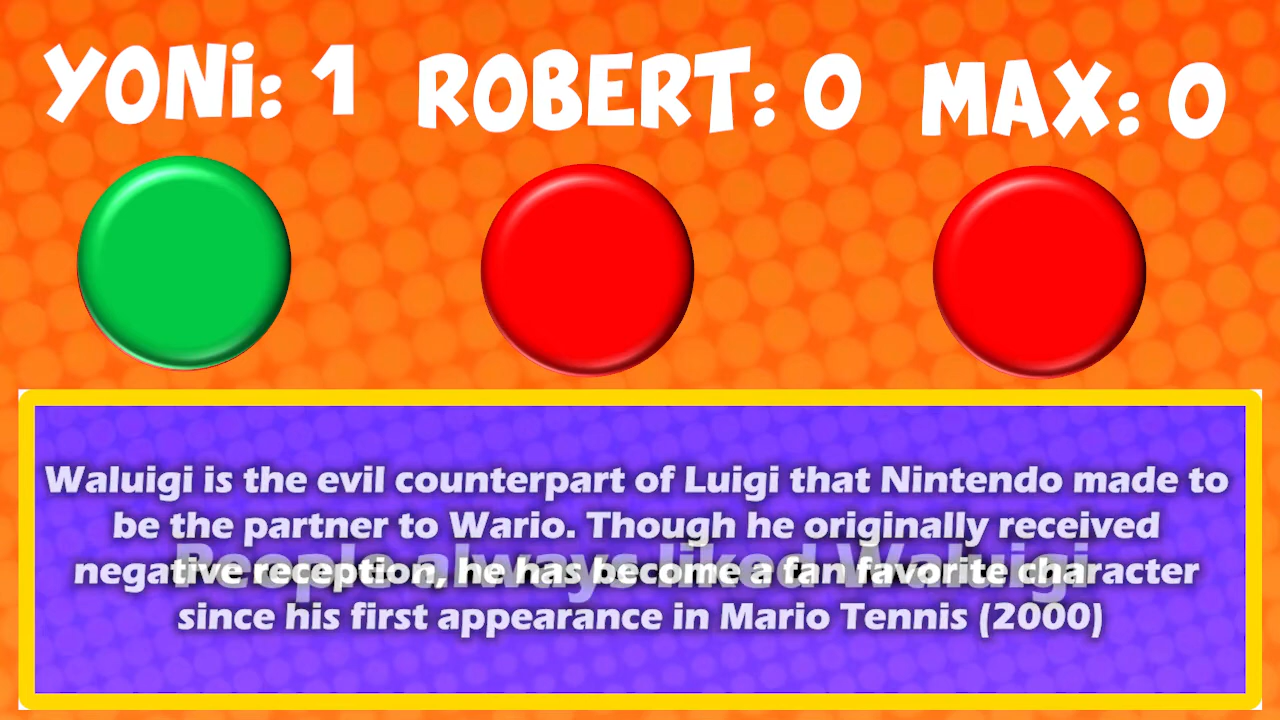 YONi: 1 ROBERT: 0 MAX: 0
Waluigi is the evil counterpart of Luigi that Nintendo made to
be the partner to Wario. Though he originally received
People always liked Waluigi
negative reception, he has become a fan favorite character
since his first appearance in Mario Tennis (2000)